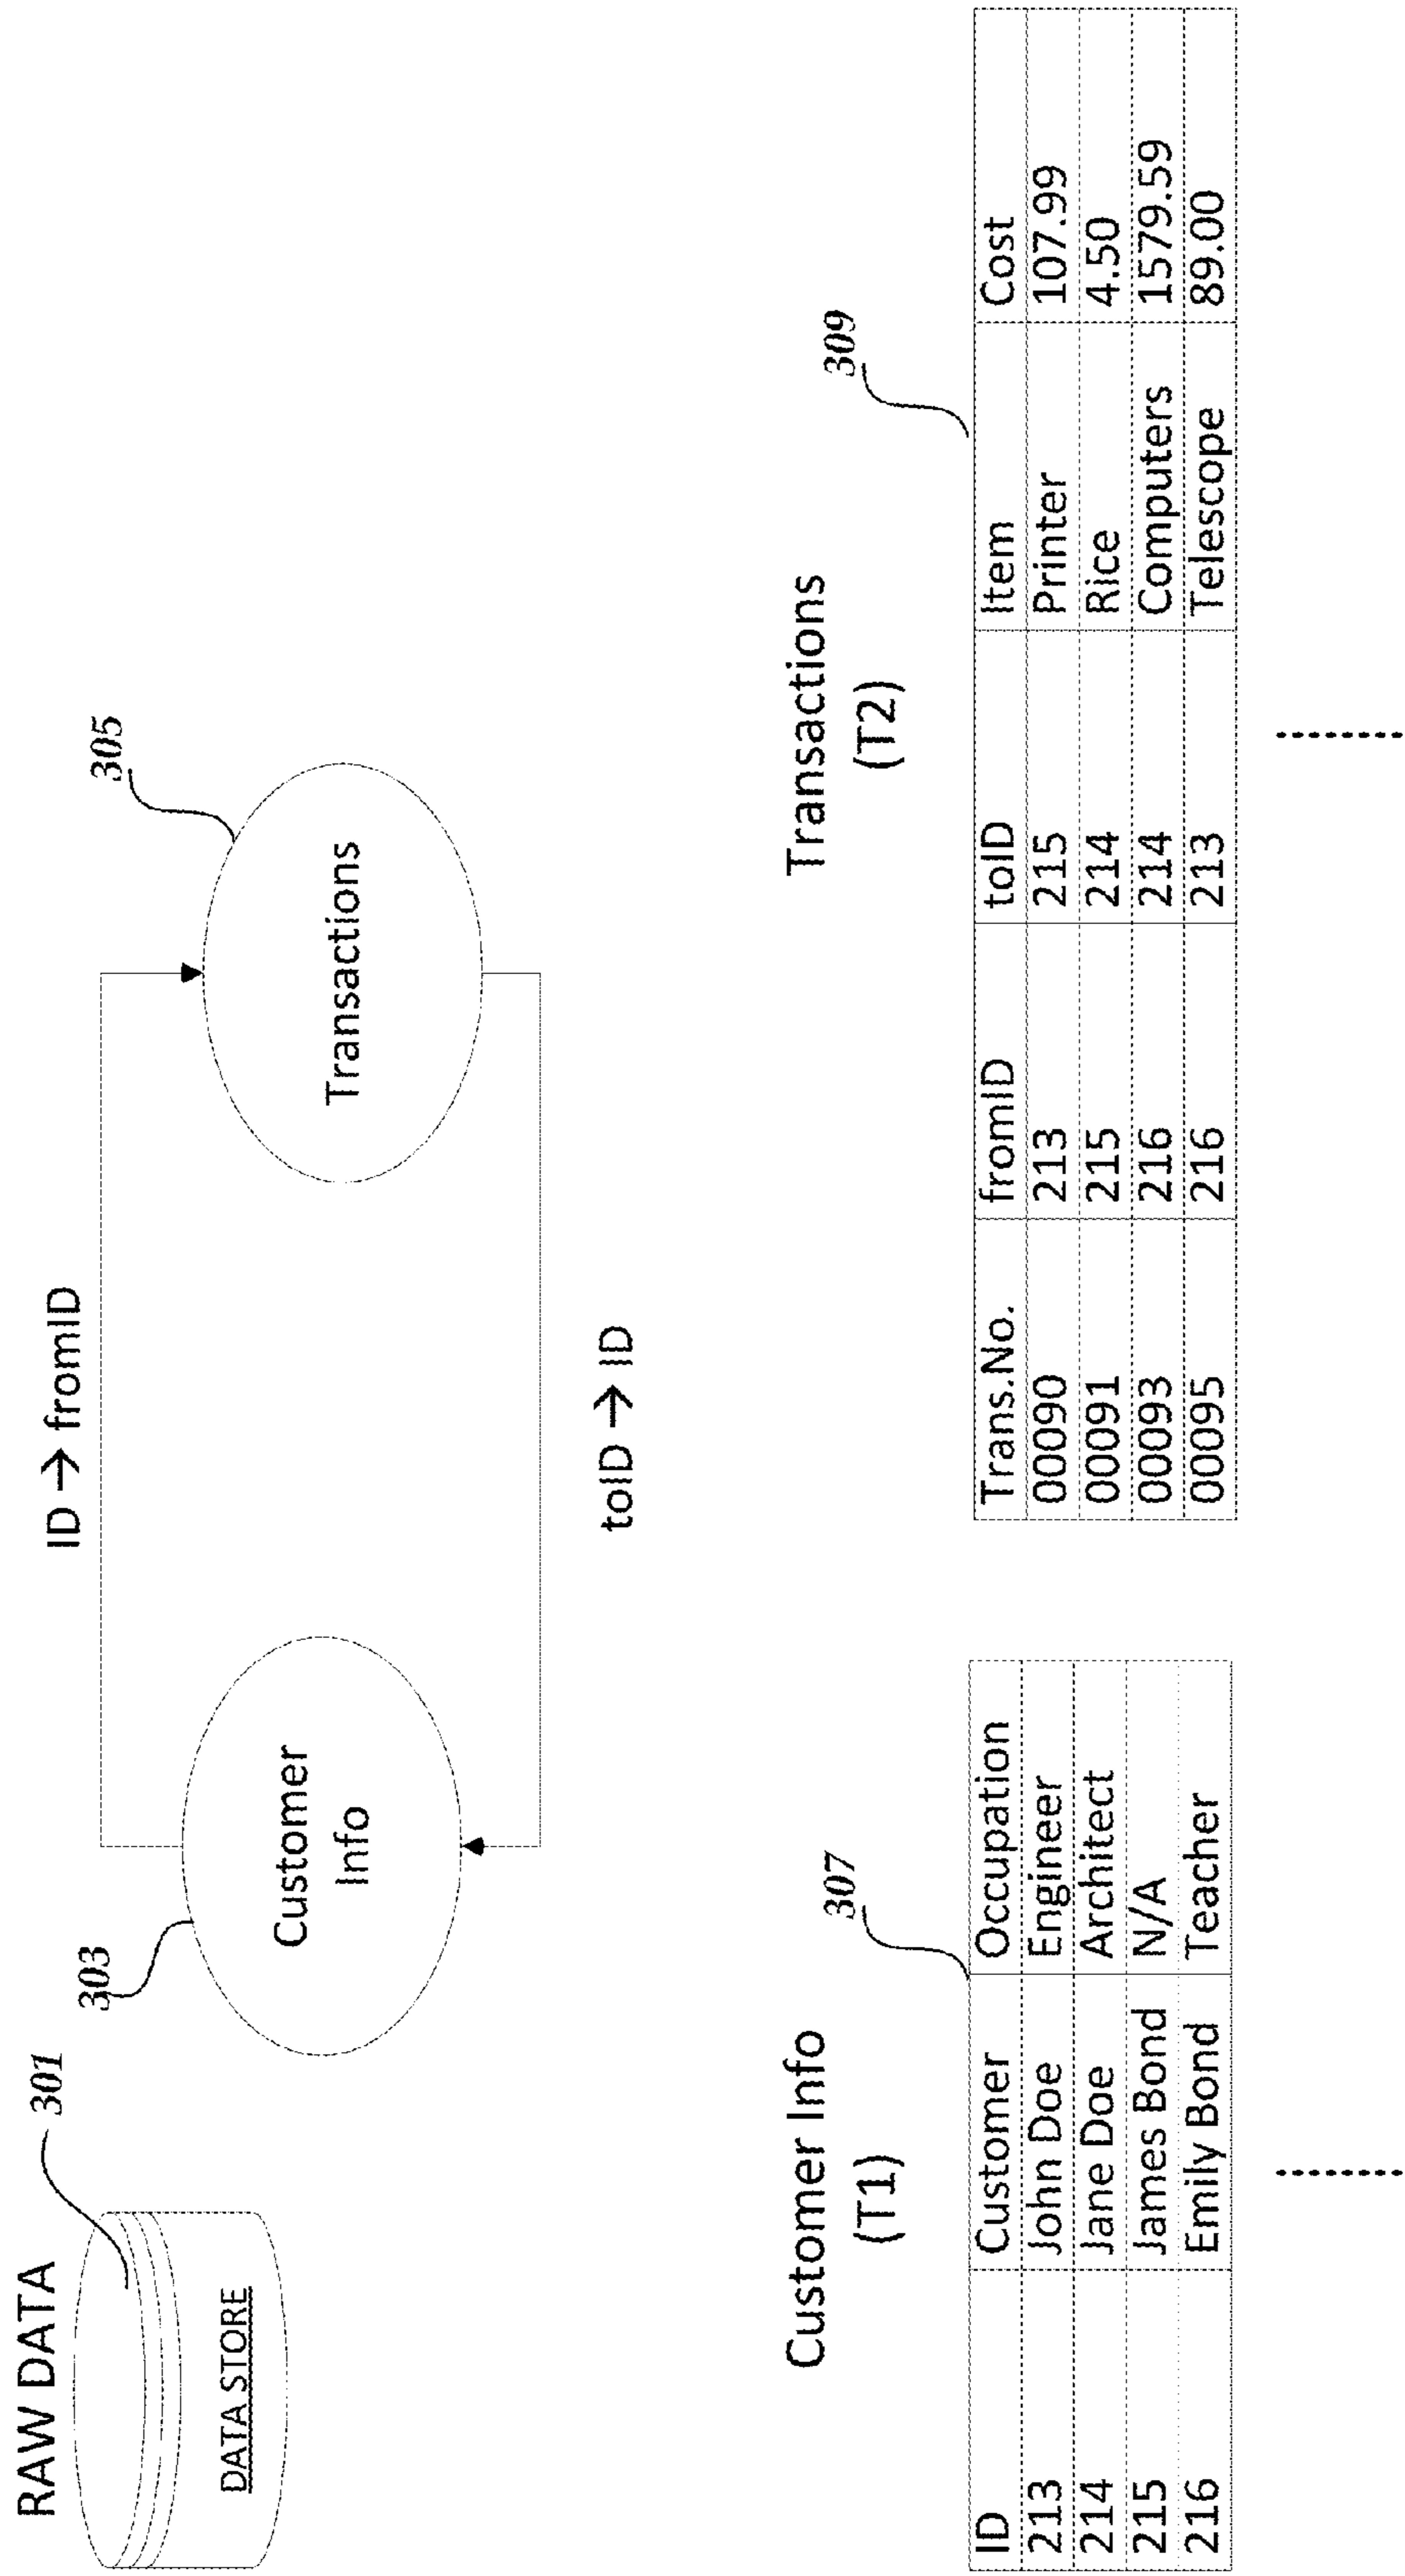 RAW DATA
301
DATA STORE
303
Customer
Info
ID → fromID
305
Transactions
toID → ID
Customer Info
(T1)
307
ID Customer Occupation
213 John Doe Engineer
214 Jane Doe Architect
215 James Bond N/A
216 Emily Bond Teacher
Transactions
(T2)
309
Trans.No. fromID toID Item Cost
00090 213 215 Printer 107.99
00091 215 214 Rice 4.50
00093 216 214 Computers 1579.59
00095 216 213 Telescope 89.00